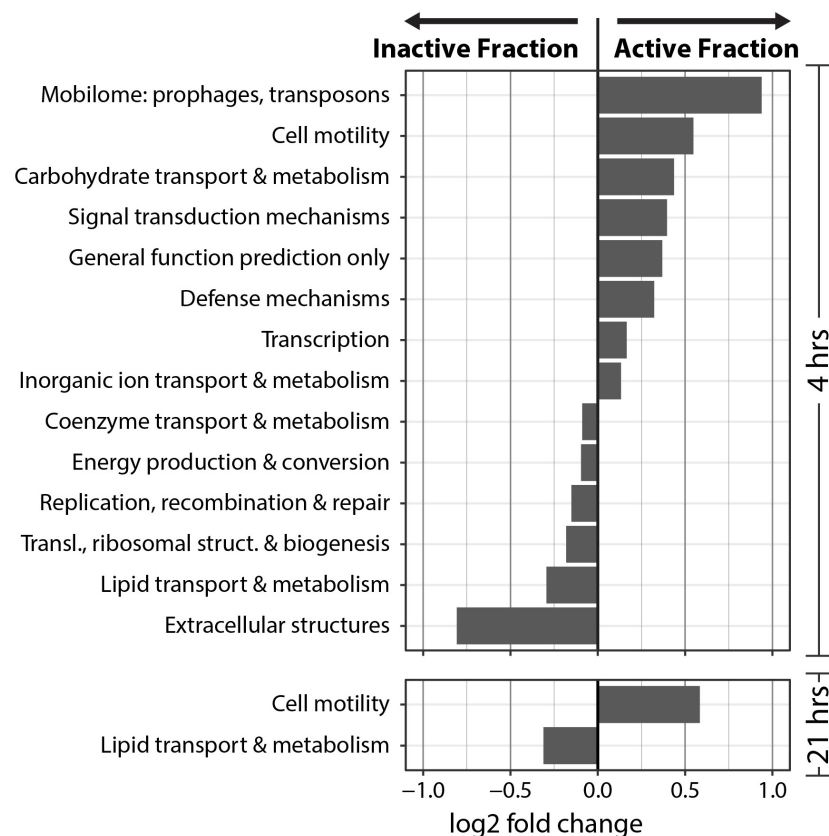 Inactive Fraction Active Fraction
Mobilome: prophages, transposons
Cell motility
Carbohydrate transport & metabolism
Signal transduction mechanisms
General function prediction only
Defense mechanisms
Transcription
Inorganic ion transport & metabolism
Coenzyme transport & metabolism
Energy production & conversion
Replication, recombination & repair
Transl., ribosomal struct. & biogenesis
Lipid transport & metabolism
Extracellular structures
4 hrs
Cell motility
Lipid transport & metabolism
21 hrs
−1.0 −0.5 0.0 0.5 1.0
log2 fold change